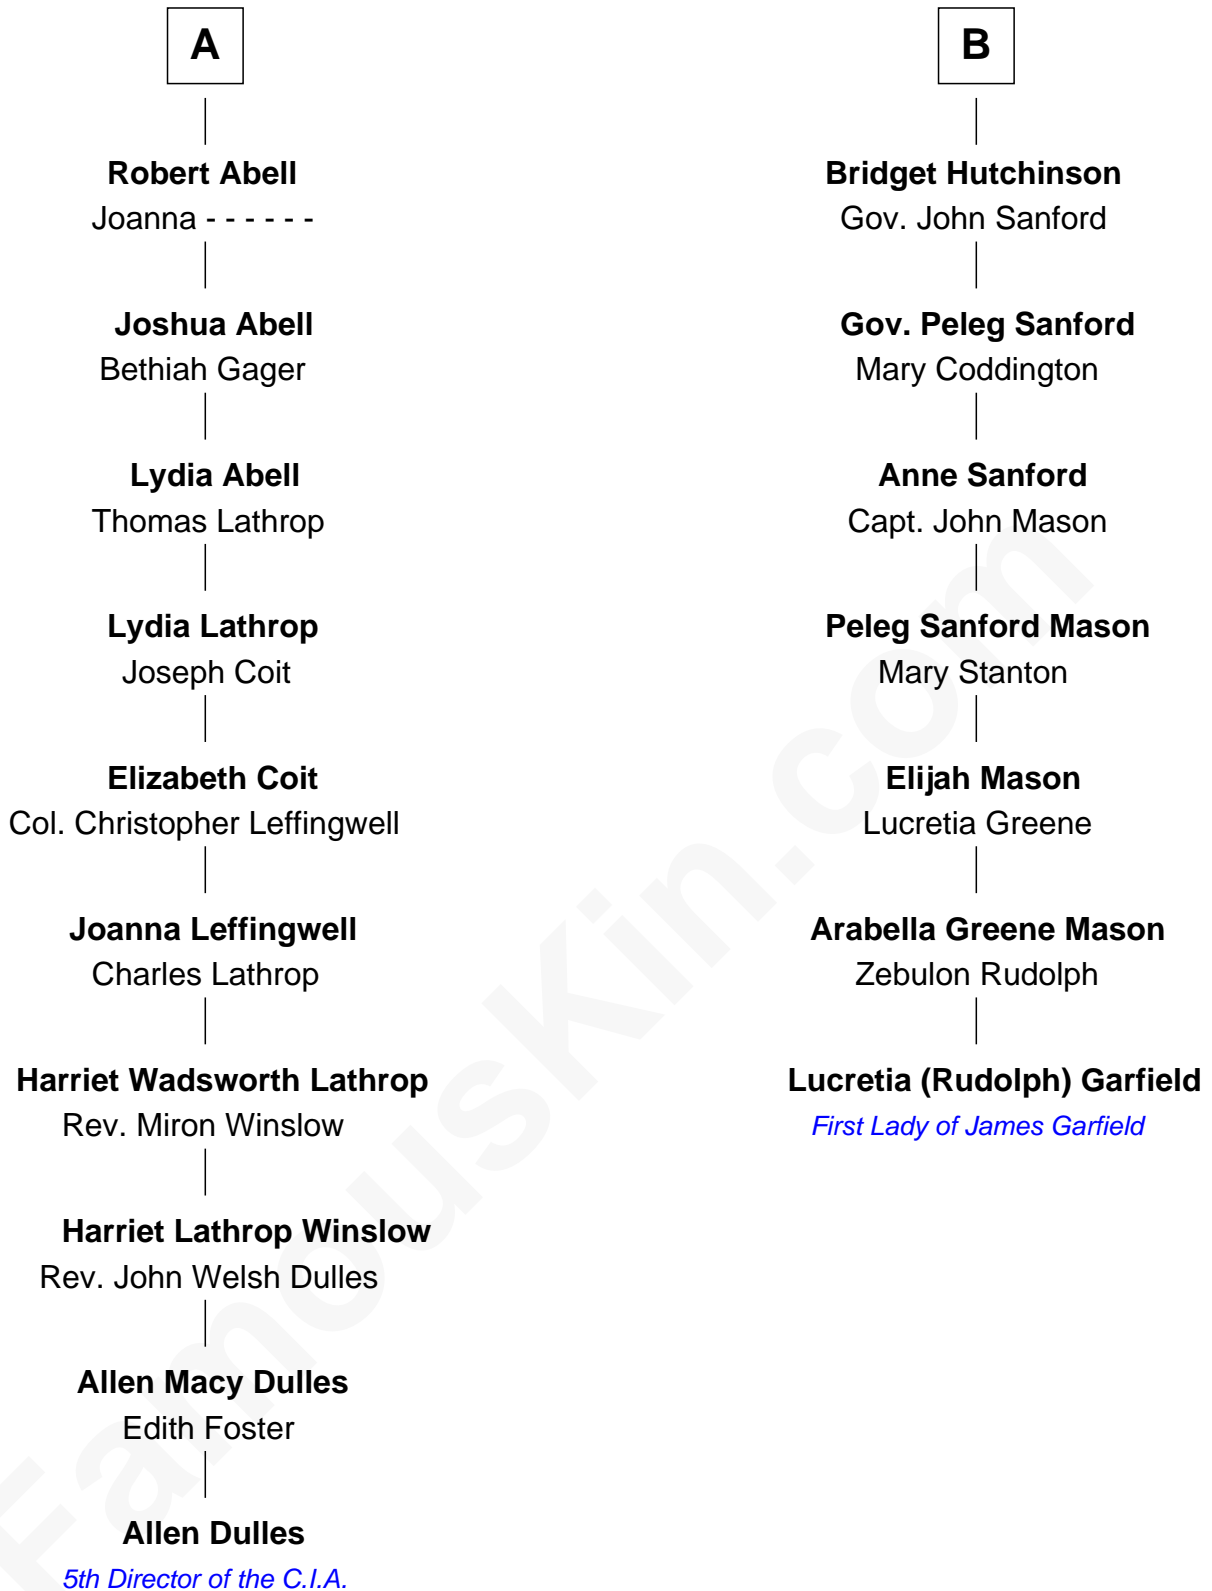 A
Robert Abell
Joanna - - - - - -
Joshua Abell
Bethiah Gager
Lydia Abell
Thomas Lathrop
Lydia Lathrop
Joseph Coit
Elizabeth Coit
Col. Christopher Leffingwell
Joanna Leffingwell
Charles Lathrop
Harriet Wadsworth Lathrop
Rev. Miron Winslow
Harriet Lathrop Winslow
Rev. John Welsh Dulles
Allen Macy Dulles
Edith Foster
Allen Dulles
5th Director of the C.I.A.
B
Bridget Hutchinson
Gov. John Sanford
Gov. Peleg Sanford
Mary Coddington
Anne Sanford
Capt. John Mason
Peleg Sanford Mason
Mary Stanton
Elijah Mason
Lucretia Greene
Arabella Greene Mason
Zebulon Rudolph
Lucretia (Rudolph) Garfield
First Lady of James Garfield
FamousKin.com